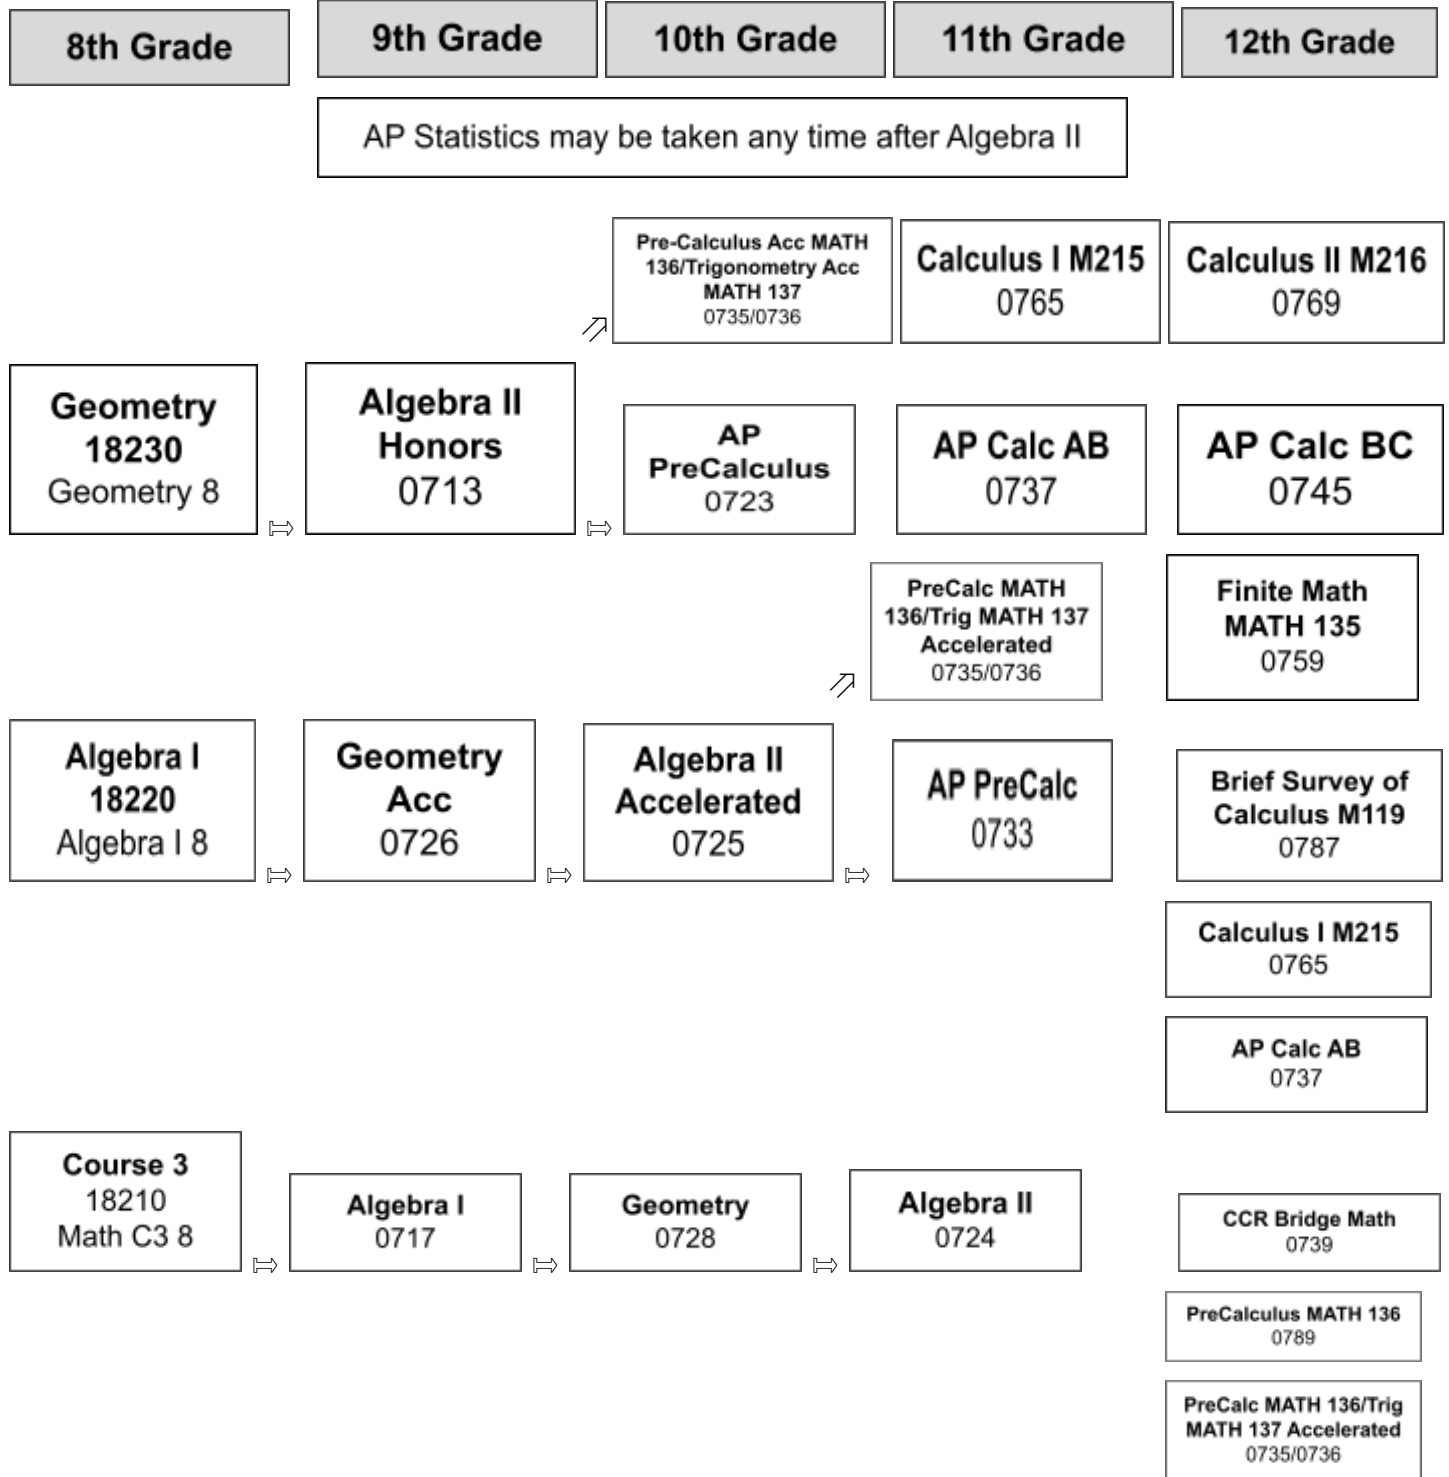 8th Grade
9th Grade
10th Grade
11th Grade
12th Grade
AP Statistics may be taken any time after Algebra II
Pre-Calculus Acc MATH
136/Trigonometry Acc
MATH 137
0735/0736
Calculus I M215
0765
Calculus II M216
0769
Geometry
18230
Geometry 8
Algebra II
Honors
0713
AP
PreCalculus
0723
AP Calc AB
0737
AP Calc BC
0745
PreCalc MATH
136/Trig MATH 137
Accelerated
0735/0736
Finite Math
MATH 135
0759
Algebra I
18220
Algebra I 8
Geometry
Acc
0726
Algebra II
Accelerated
0725
AP PreCalc
0733
Brief Survey of
Calculus M119
0787
Calculus I M215
0765
AP Calc AB
0737
Course 3
18210
Math C3 8
Algebra I
0717
Geometry
0728
Algebra II
0724
CCR Bridge Math
0739
PreCalculus MATH 136
0789
PreCalc MATH 136/Trig
MATH 137 Accelerated
0735/0736